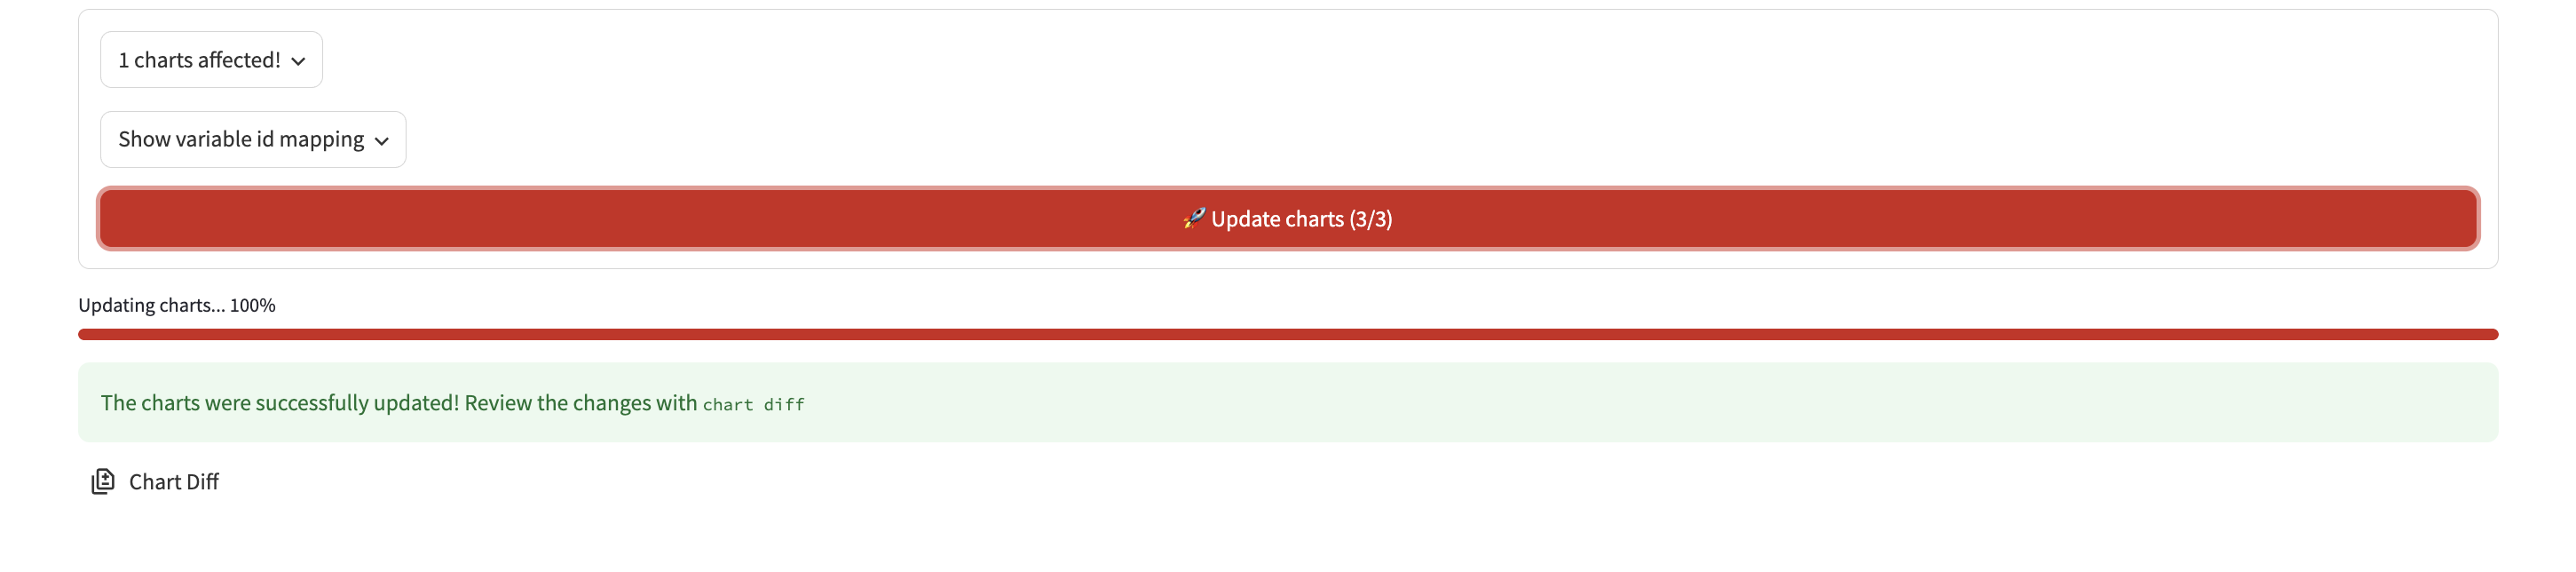 1 charts affected!
Show variable id mapping
🚀 Update charts (3/3)
Updating charts... 100%
The charts were successfully updated! Review the changes with chart diff
Chart Diff